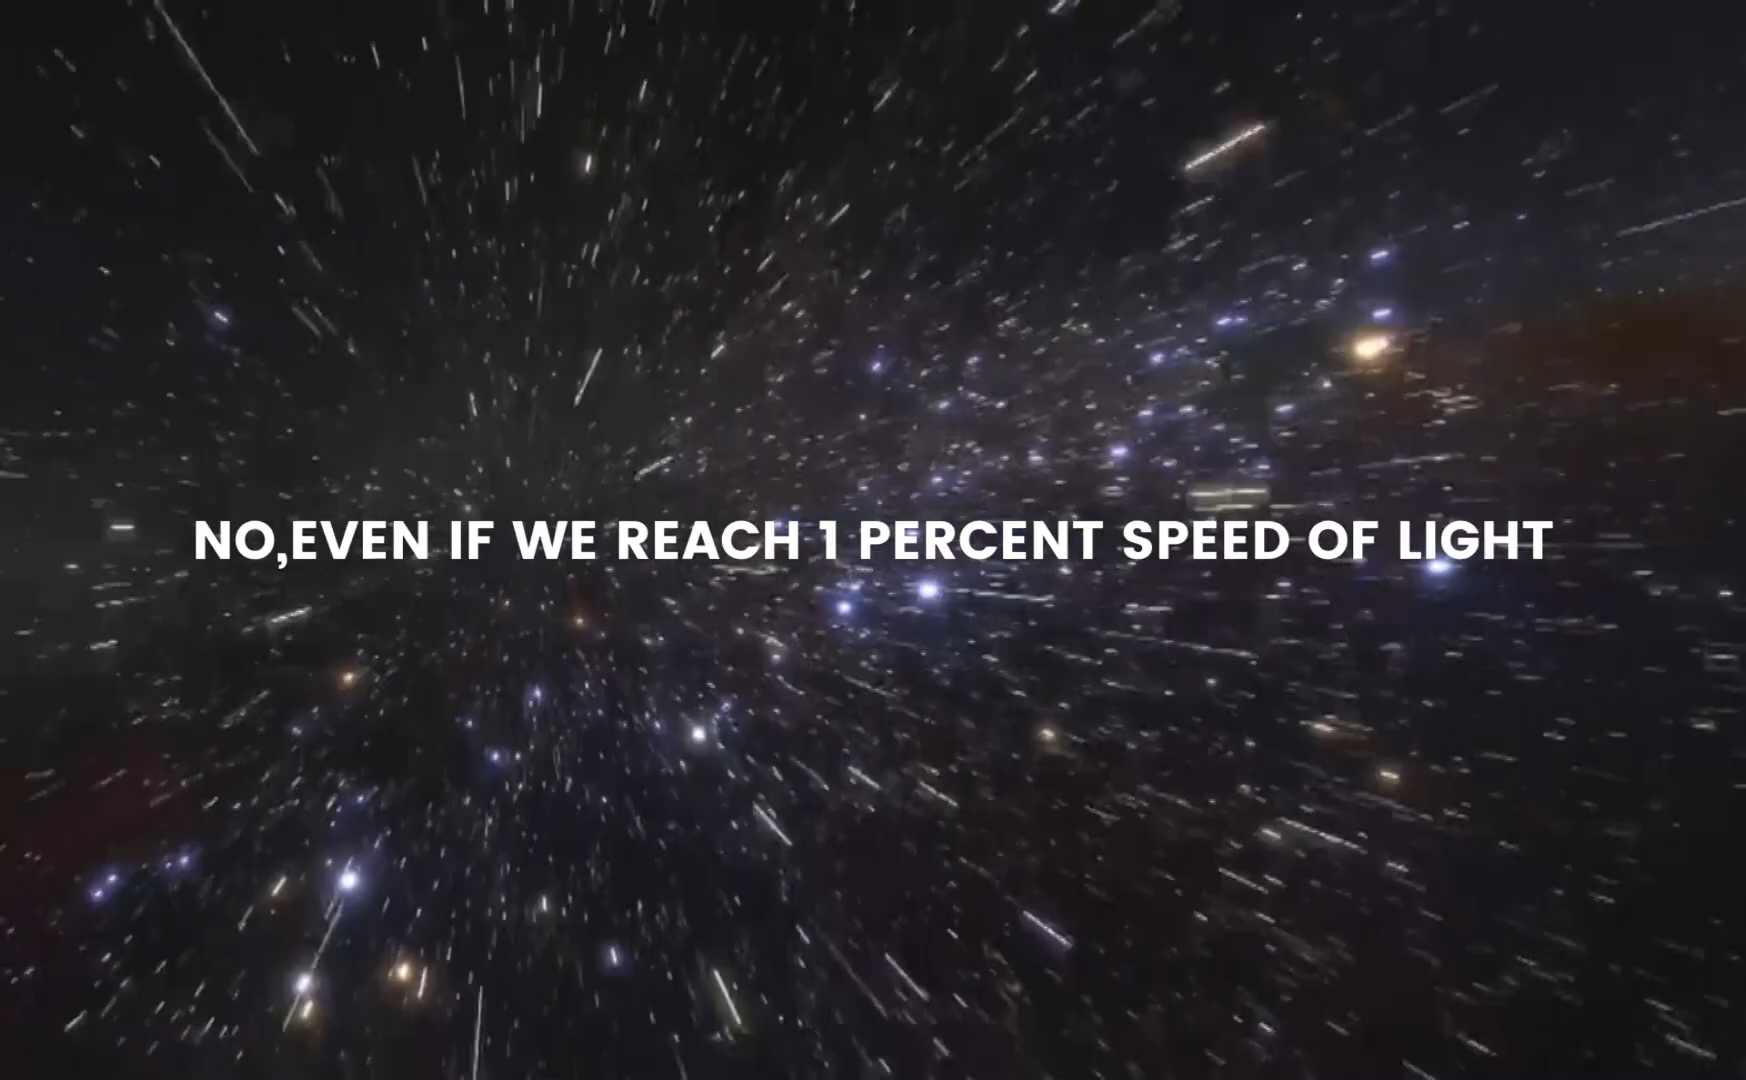 NO,EVEN IF WE REACH 1 PERCENT SPEED OF LIGHT